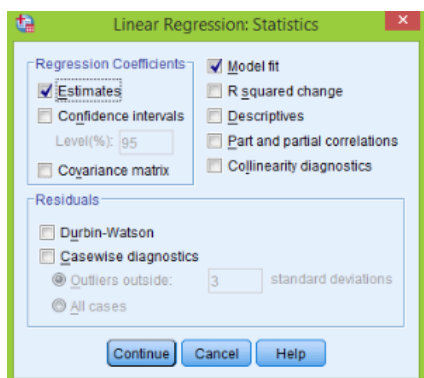 Linear Regression: Statistics
Regression Coefficients
Estimates
Confidence intervals
Level(%): 95
Covariance matrix
Model fit
R squared change
Descriptives
Part and partial correlations
Collinearity diagnostics
Residuals
Durbin-Watson
Casewise diagnostics
Outliers outside: 3 standard deviations
All cases
Continue Cancel Help